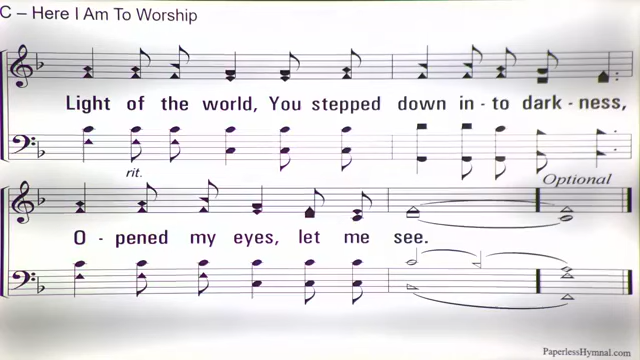 C – Here I Am To Worship
Light of the world, You stepped down in - to dark - ness,
rit.
Optional
O - pened my eyes, let me see.
PaperlessHymnal.com